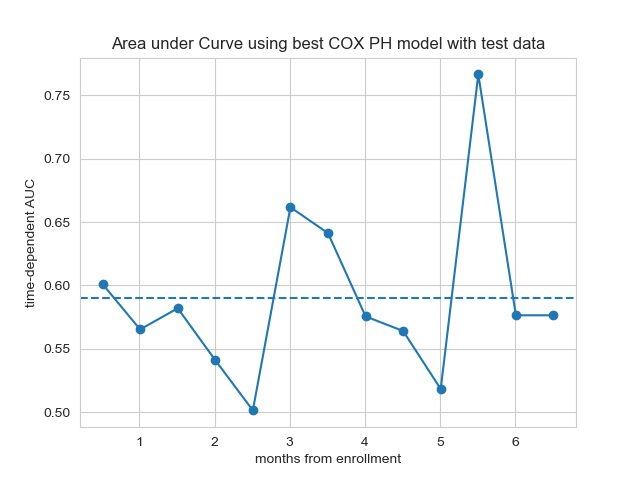 Area under Curve using best COX PH model with test data
time-dependent AUC
0.75
0.70
0.65
0.60
0.55
0.50
1 2 3 4 5 6
months from enrollment